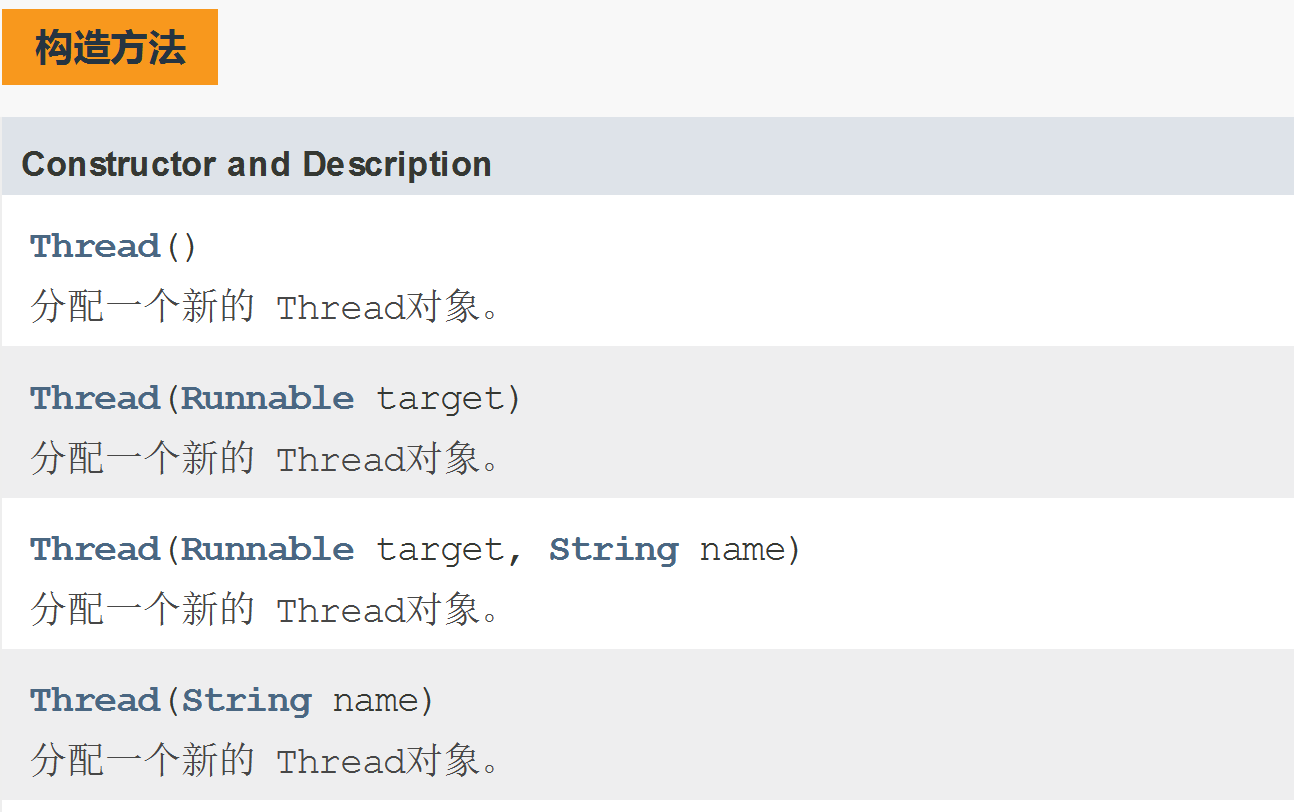 构造方法
Constructor and Description
Thread()
分配一个新的 Thread对象。
Thread(Runnable target)
分配一个新的 Thread对象。
Thread(Runnable target, String name)
分配一个新的 Thread对象。
Thread(String name)
分配一个新的 Thread对象。